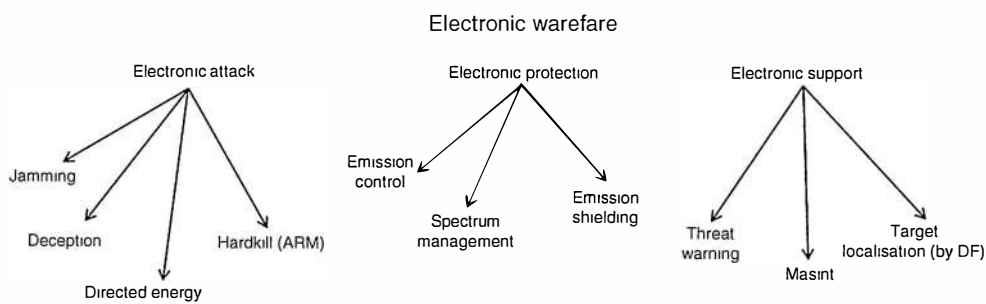 Electronic warefare
Electronic attack
Electronic protection
Electronic support
Jamming
Deception
Directed energy
Hardkill (ARM)
Emission
control
Spectrum
management
Emission
shielding
Threat
warning
Masint
Target
localisation (by DF)